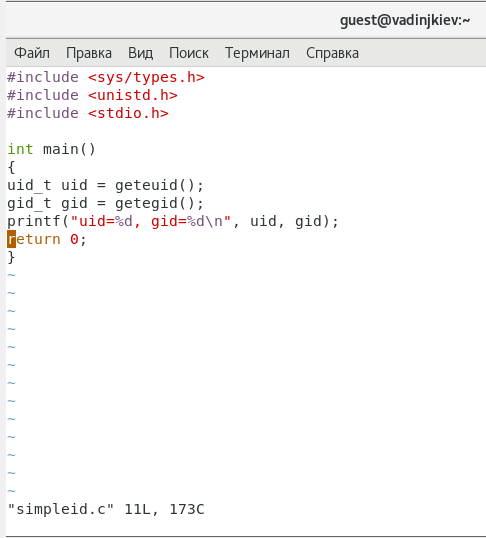 guest@vadinjkiev:~
Файл Правка Вид Поиск Терминал Справка
#include <sys/types.h>
#include <unistd.h>
#include <stdio.h>
int main()
{
uid_t uid = geteuid();
gid_t gid = getegid();
printf("uid=%d, gid=%d\n", uid, gid);
return 0;
}
~
~
~
~
~
~
~
~
~
~
~
~
~
"simpleid.c" 11L, 173C